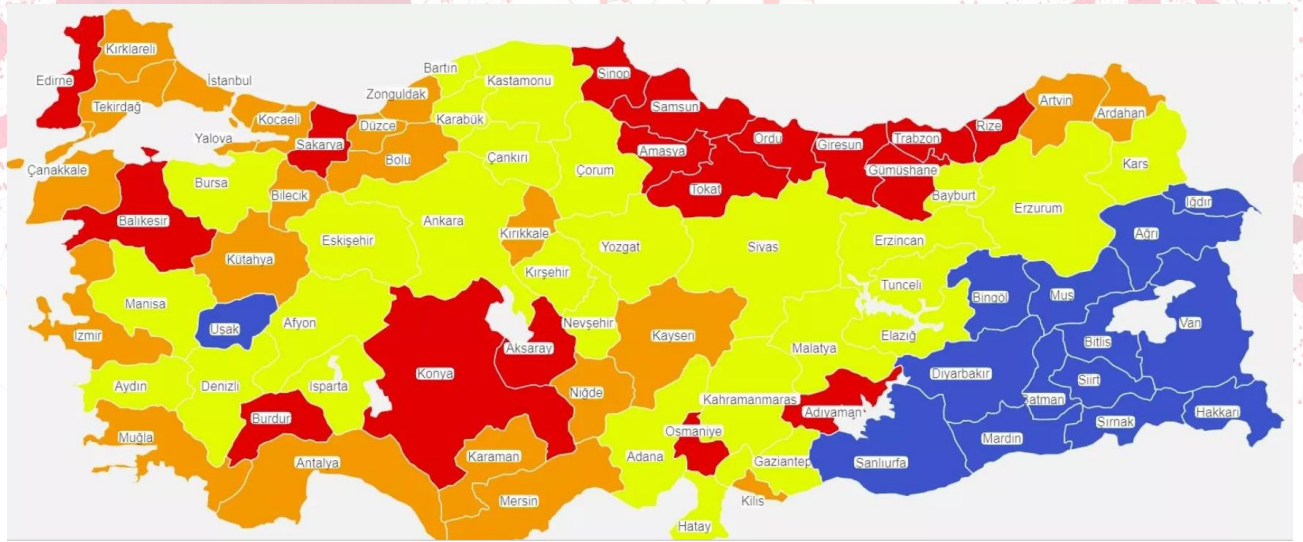 Kırklareli
Edirne
İstanbul
Tekirdağ
Zonguldak
Bartın
Kastamonu
Sinop
Samsun
Kocaeli
Düzce
Karabük
Yalova
Sakarya
Bolu
Çankırı
Çorum
Amasya
Ordu
Giresun
Trabzon
Rize
Artvin
Ardahan
Kars
Çanakkale
Bursa
Bilecik
Tokat
Gümüşhane
Bayburt
Erzurum
Iğdır
Balıkesir
Eskişehir
Ankara
Kırıkkale
Yozgat
Sivas
Erzincan
Ağrı
Kütahya
Kırşehir
Tunceli
Manisa
Uşak
Afyon
Nevşehir
Kayseri
Bingöl
Muş
Van
İzmir
Aksaray
Malatya
Elazığ
Bitlis
Aydın
Denizli
Isparta
Konya
Niğde
Kahramanmaraş
Diyarbakır
Siirt
Batman
Burdur
Adıyaman
Şırnak
Hakkari
Muğla
Antalya
Karaman
Adana
Osmaniye
Gaziantep
Şanlıurfa
Mardin
Mersin
Kilis
Hatay